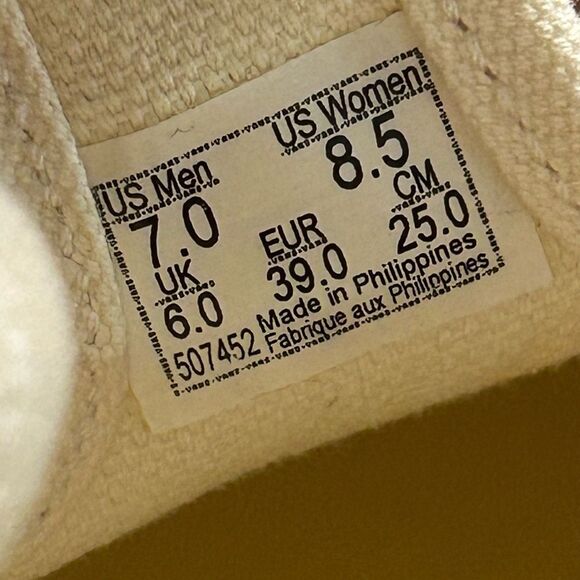 US Men US Women
7.0 8.5
UK EUR CM
6.0 39.0 25.0
507452 Made in Philippines
Fabrique aux Philippines